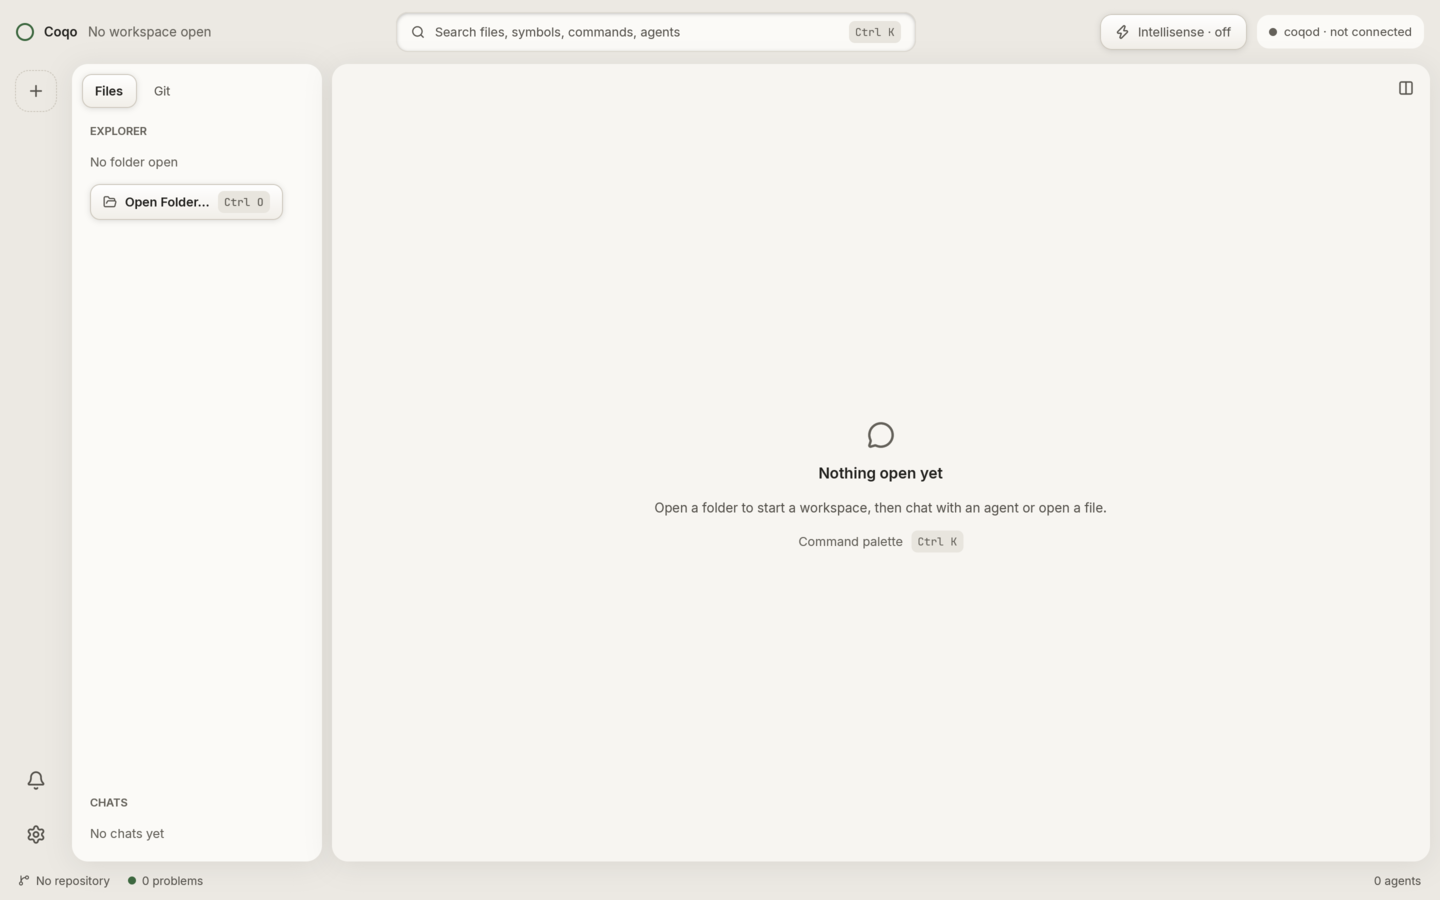 Coqo No workspace open
Search files, symbols, commands, agents Ctrl K
Intellisense · off
coqod · not connected
Files Git
EXPLORER
No folder open
Open Folder... Ctrl O
Nothing open yet
Open a folder to start a workspace, then chat with an agent or open a file.
Command palette Ctrl K
CHATS
No chats yet
No repository 0 problems
0 agents